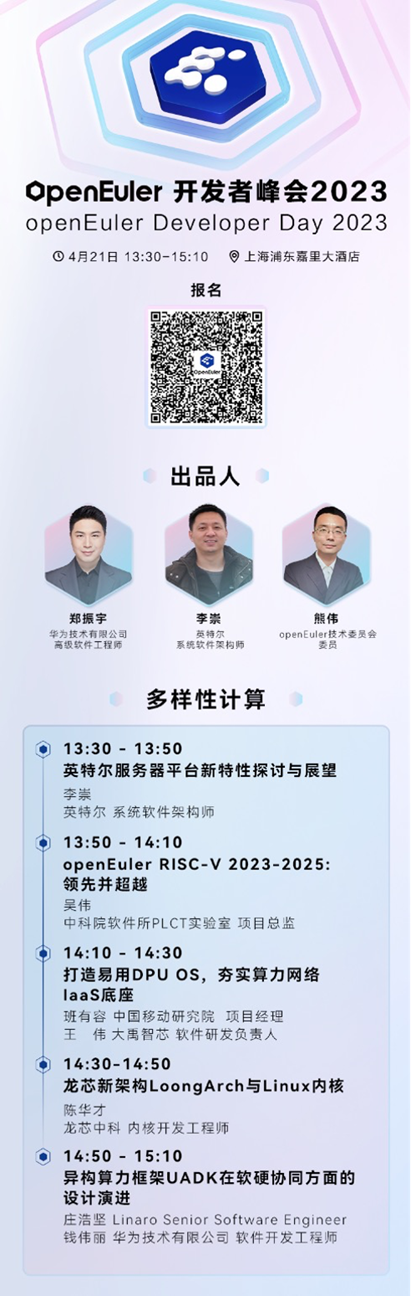 OpenEuler 开发者峰会2023
openEuler Developer Day 2023
4月21日 13:30-15:10 上海浦东嘉里大酒店
报名
OpenEuler
出品人
郑振宇
华为技术有限公司
高级软件工程师
李崇
英特尔
系统软件架构师
熊伟
openEuler技术委员会
委员
多样性计算
13:30 - 13:50
英特尔服务器平台新特性探讨与展望
李崇
英特尔 系统软件架构师
13:50 - 14:10
openEuler RISC-V 2023-2025:
领先并超越
吴伟
中科院软件所PLCT实验室 项目总监
14:10 - 14:30
打造易用DPU OS，夯实算力网络
IaaS底座
班有容 中国移动研究院 项目经理
王 伟 大禹智芯 软件研发负责人
14:30-14:50
龙芯新架构LoongArch与Linux内核
陈华才
龙芯中科 内核开发工程师
14:50 - 15:10
异构算力框架UADK在软硬协同方面的
设计演进
庄浩坚 Linaro Senior Software Engineer
钱伟丽 华为技术有限公司 软件开发工程师